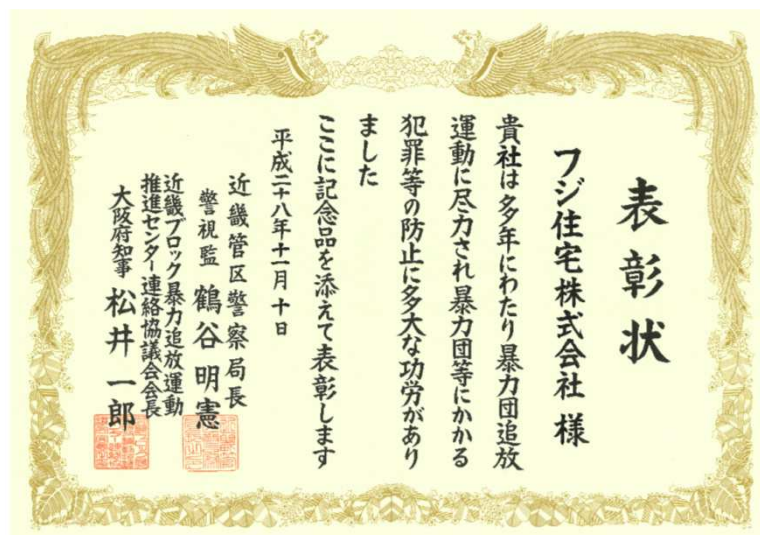 表彰状
フジ住宅株式会社 様
貴社は多年にわたり暴力団追放
運動に尽力され暴力団等にかかる
犯罪等の防止に多大な功労があり
ました
ここに記念品を添えて表彰します
平成二十八年十一月十日
近畿管区警察局長
警視監 鶴谷明憲
近畿ブロック暴力追放運動
推進センター連絡協議会会長
大阪府知事 松井一郎